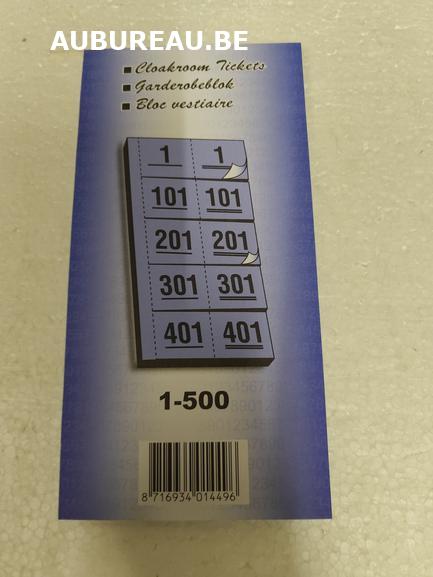 AUBUREAU.BE
■ Cloakroom Tickets
■ Garderobeblok
■ Bloc vestiaire
1 1
101 101
201 201
301 301
401 401
1-500
8 716934 014496